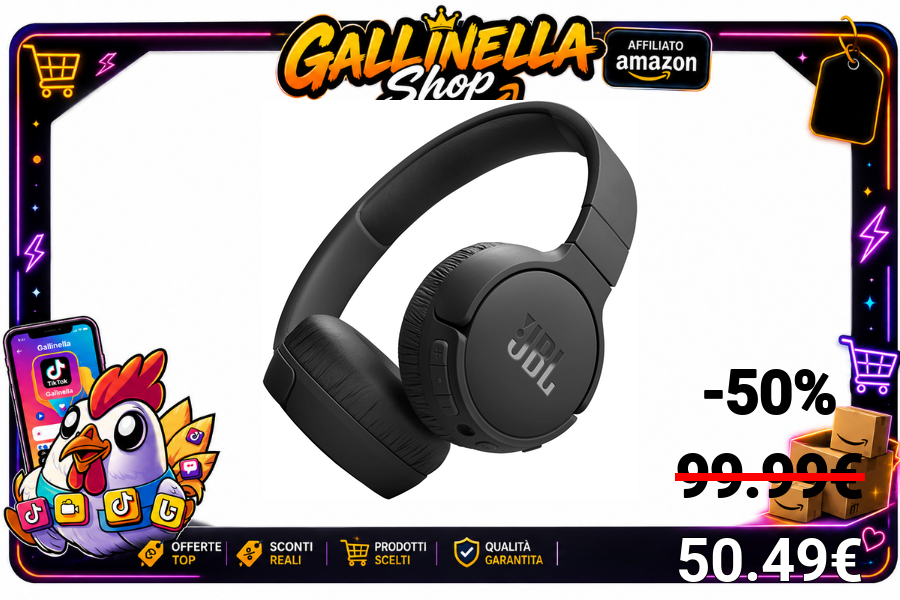 GALLINELLA
Shop
AFFILIATO
amazon
JBL
Gallinella
TikTok
Gallinella
-50%
99.99€
50.49€
OFFERTE
TOP
SCONTI
REALI
PRODOTTI
SCELTI
QUALITÀ
GARANTITA